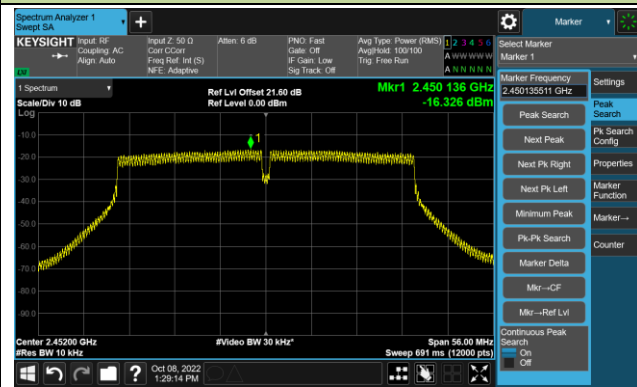 Spectrum Analyzer 1
Swept SA
+
Marker
KEYSIGHT
Input: RF
Coupling: AC
Align: Auto
Input Z: 50 Ω
Corr CCorr
Freq Ref: Int (S)
NFE: Adaptive
Atten: 6 dB
PNO: Fast
Gate: Off
IF Gain: Low
Sig Track: Off
Avg Type: Power (RMS)
Avg|Hold: 100/100
Trig: Free Run
1 2 3 4 5 6
A W W W W W
A N N N N N
Select Marker
Marker 1
LXI
1 Spectrum
Scale/Div 10 dB
Log
Ref Lvl Offset 21.60 dB
Ref Level 0.00 dBm
Mkr1 2.450 136 GHz
-16.326 dBm
1
-10.0
-20.0
-30.0
-40.0
-50.0
-60.0
-70.0
-80.0
-90.0
Center 2.45200 GHz
#Res BW 10 kHz
#Video BW 30 kHz*
Span 56.00 MHz
Sweep 691 ms (12000 pts)
Marker Frequency
2.450135511 GHz
Peak Search
Next Peak
Next Pk Right
Next Pk Left
Minimum Peak
Pk-Pk Search
Marker Delta
Mkr→CF
Mkr→Ref Lvl
Continuous Peak
Search
On
Off
Settings
Peak
Search
Pk Search
Config
Properties
Marker
Function
Marker→
Counter
?
Oct 08, 2022
1:29:14 PM